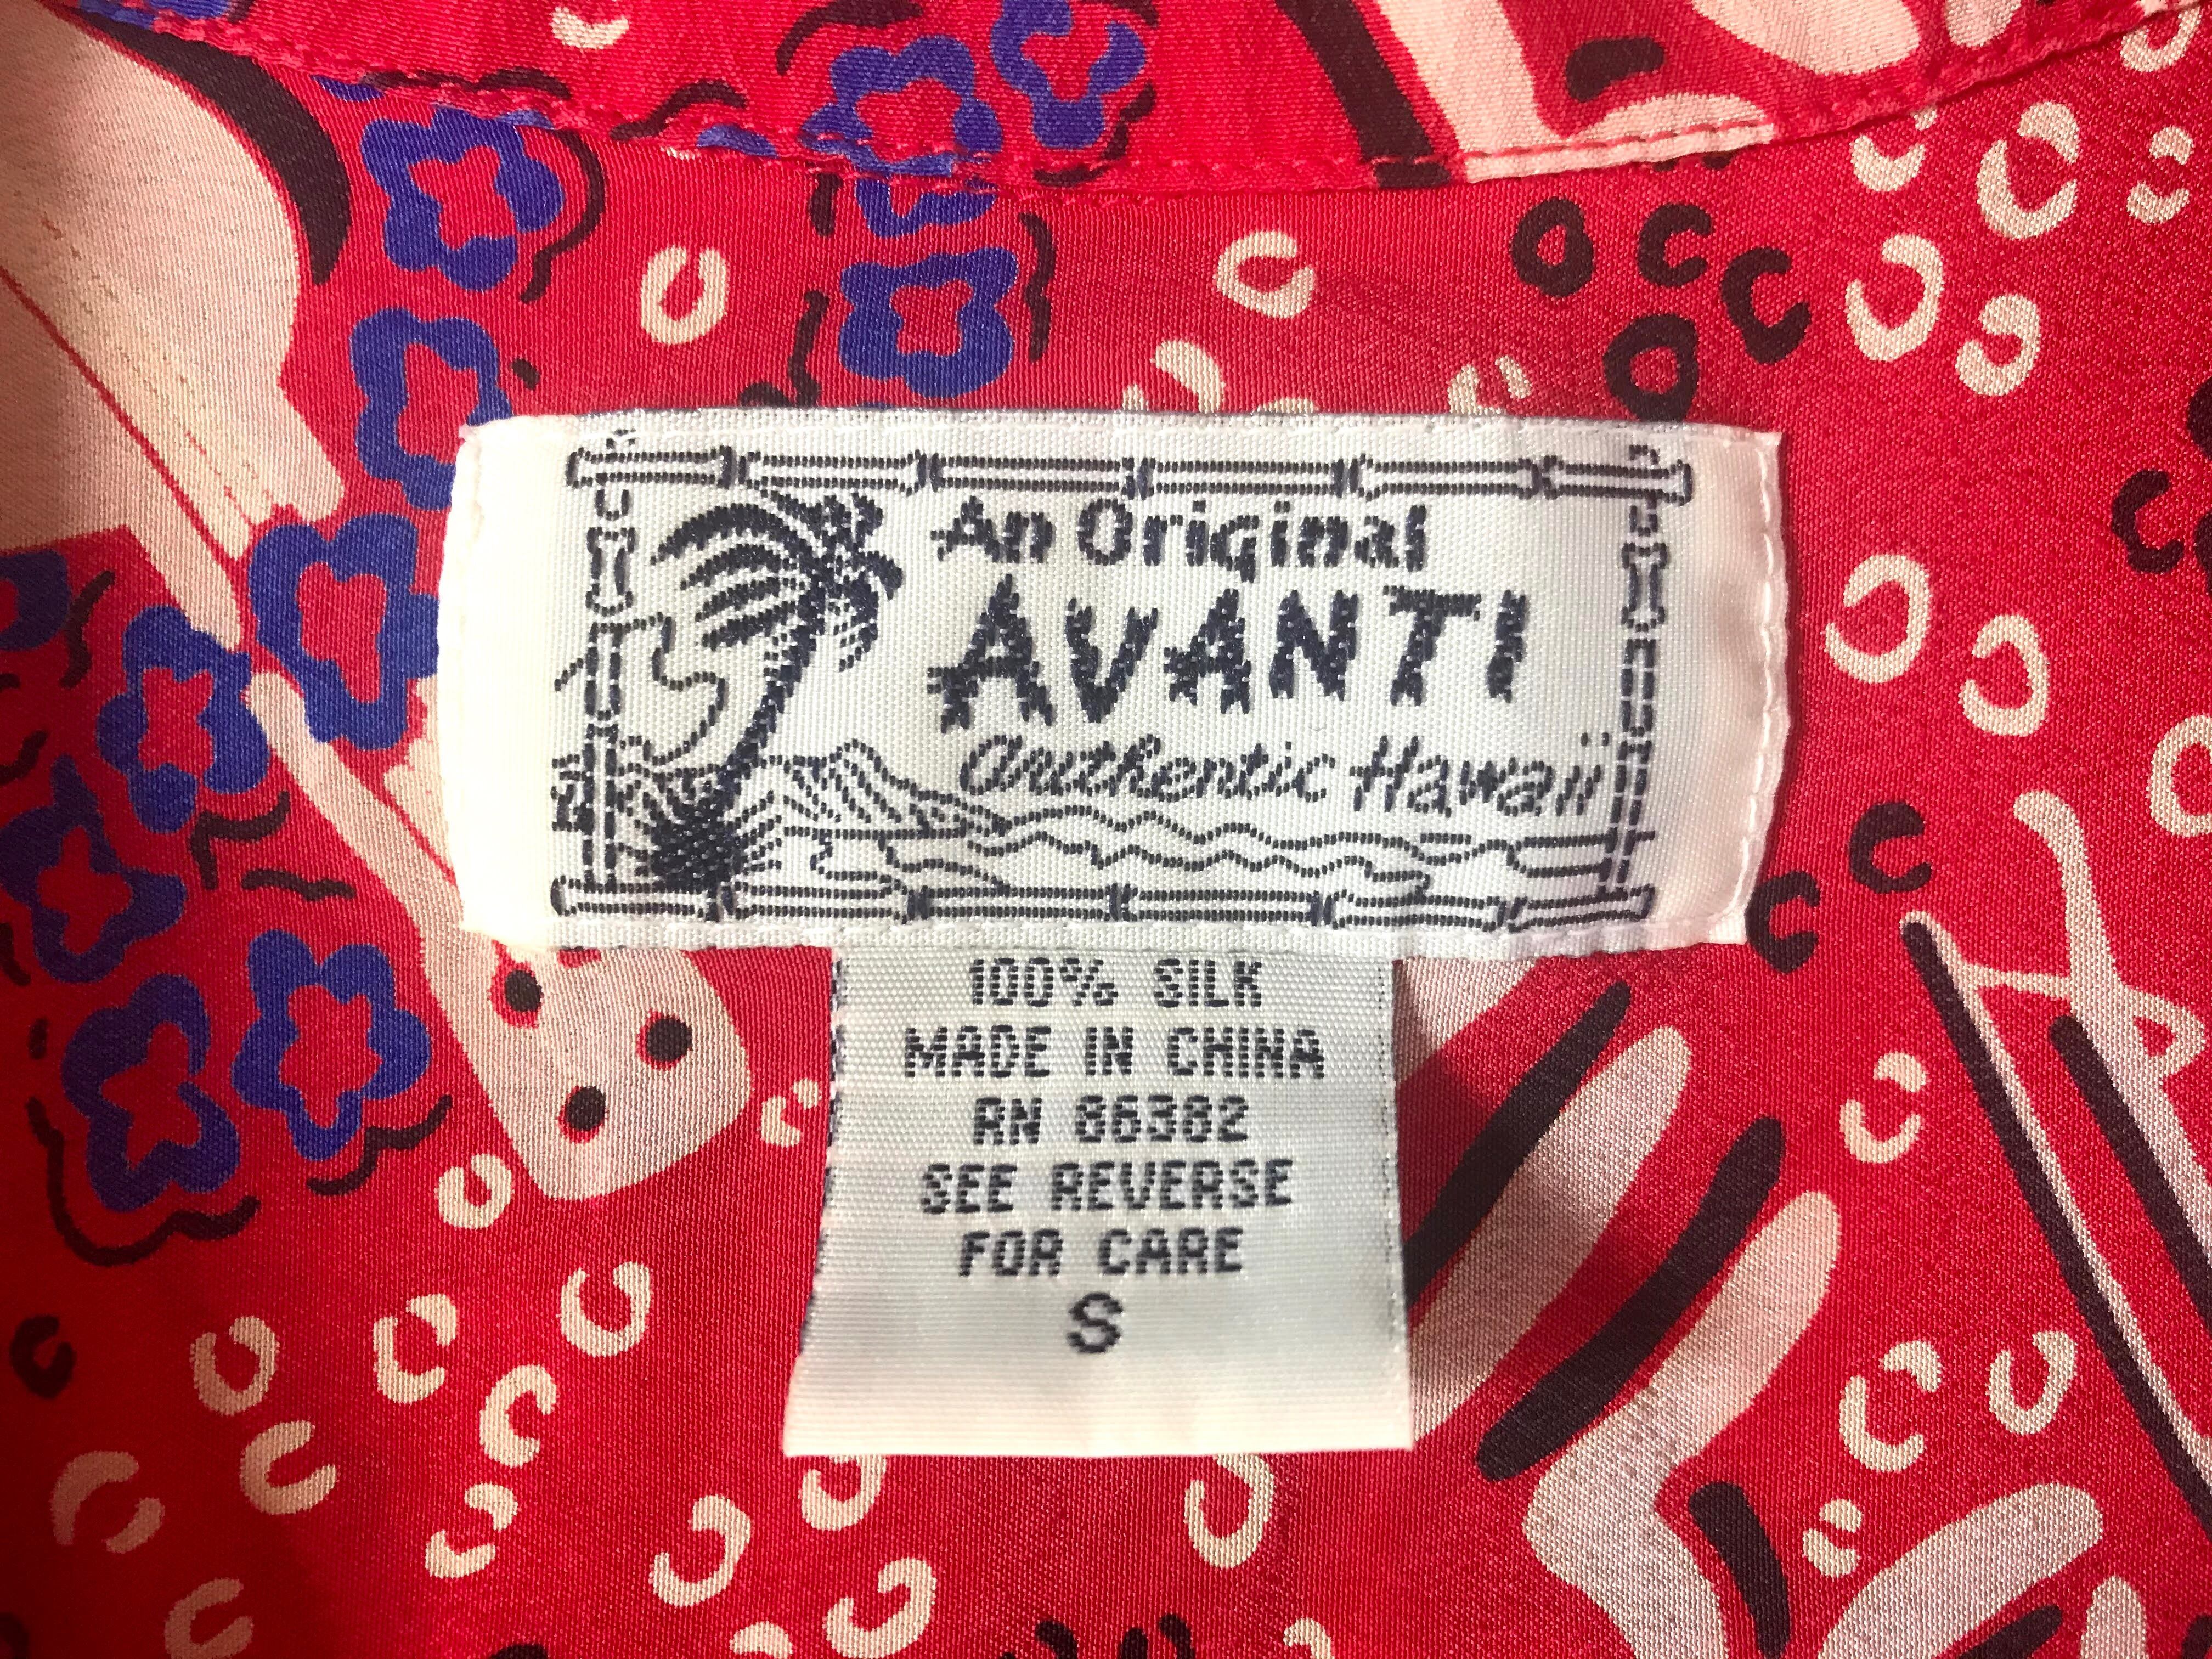 An Original
AVANTI
authentic Hawaii
100% SILK
MADE IN CHINA
RN 86382
SEE REVERSE
FOR CARE
S